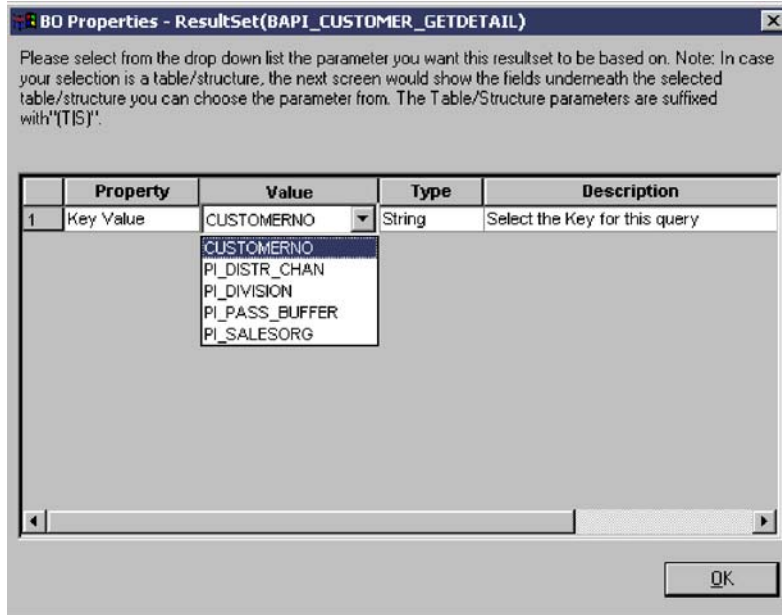 BO Properties - ResultSet(BAPI_CUSTOMER_GETDETAIL)
Please select from the drop down list the parameter you want this resultset to be based on. Note: In case
your selection is a table/structure, the next screen would show the fields underneath the selected
table/structure you can choose the parameter from. The Table/Structure parameters are suffixed
with"(T|S)".
Property Value Type Description
1 Key Value CUSTOMERNO String Select the Key for this query
CUSTOMERNO
PI_DISTR_CHAN
PI_DIVISION
PI_PASS_BUFFER
PI_SALESORG
OK